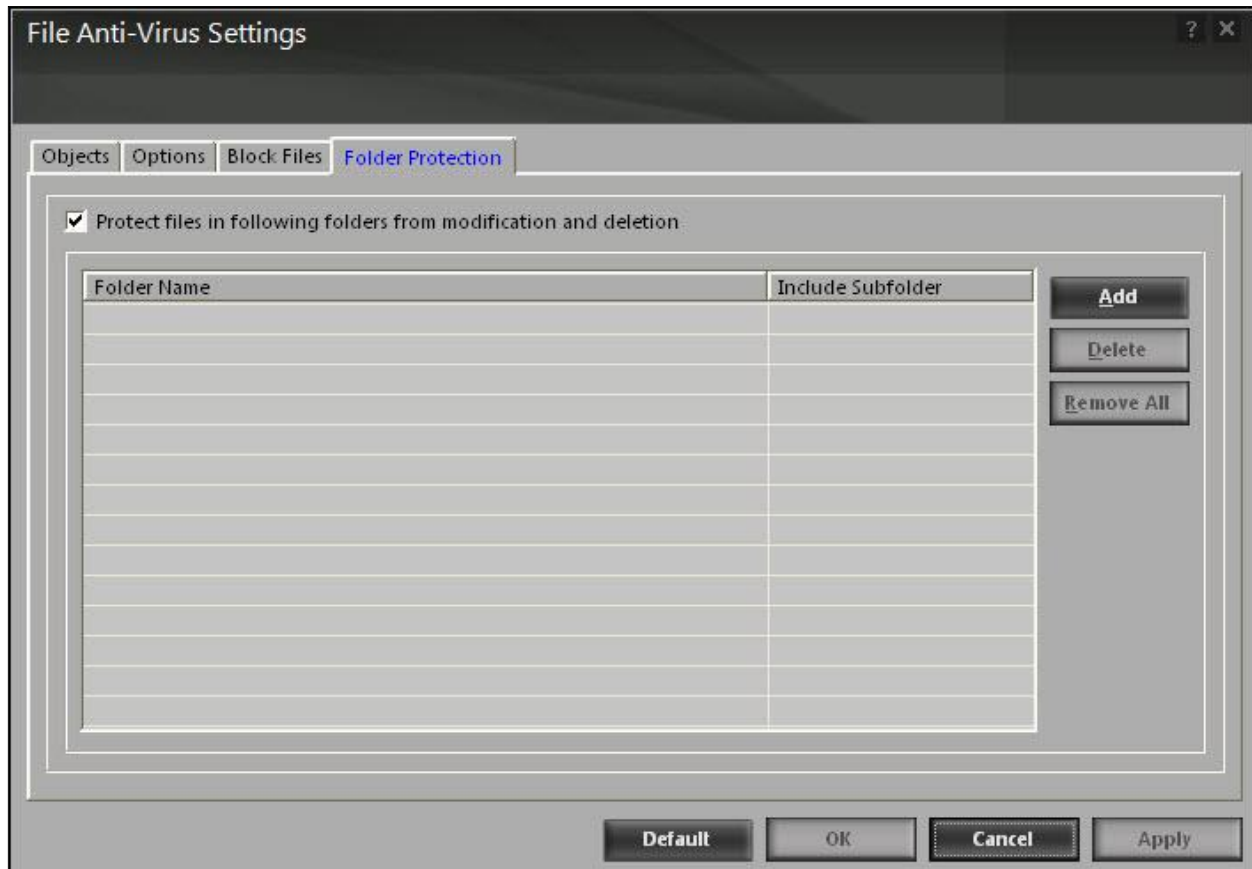 File Anti-Virus Settings
? X
Objects Options Block Files Folder Protection
Protect files in following folders from modification and deletion
Folder Name Include Subfolder
Add
Delete
Remove All
Default OK Cancel Apply